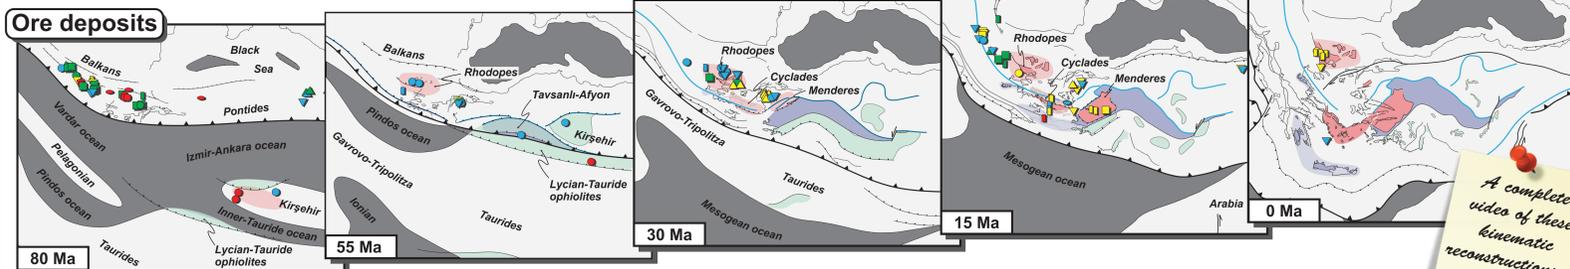 Ore deposits
Balkans
Black
Sea
Pontides
Vardar ocean
Izmir-Ankara ocean
Pelagonian
Pindos ocean
Kirşehir
Inner-Tauride ocean
Taurides
Lycian-Tauride
ophiolites
80 Ma
Balkans
Rhodopes
Tavsanlı-Afyon
Pindos ocean
Kirşehir
Gavrovo-Tripolitza
Lycian-Tauride
ophiolites
Ionian
Taurides
55 Ma
Rhodopes
Cyclades
Menderes
Gavrovo-Tripolitza
Taurides
Mesogean ocean
30 Ma
Rhodopes
Cyclades
Menderes
Mesogean ocean
Arabia
15 Ma
0 Ma
A complete
video of these
kinematic